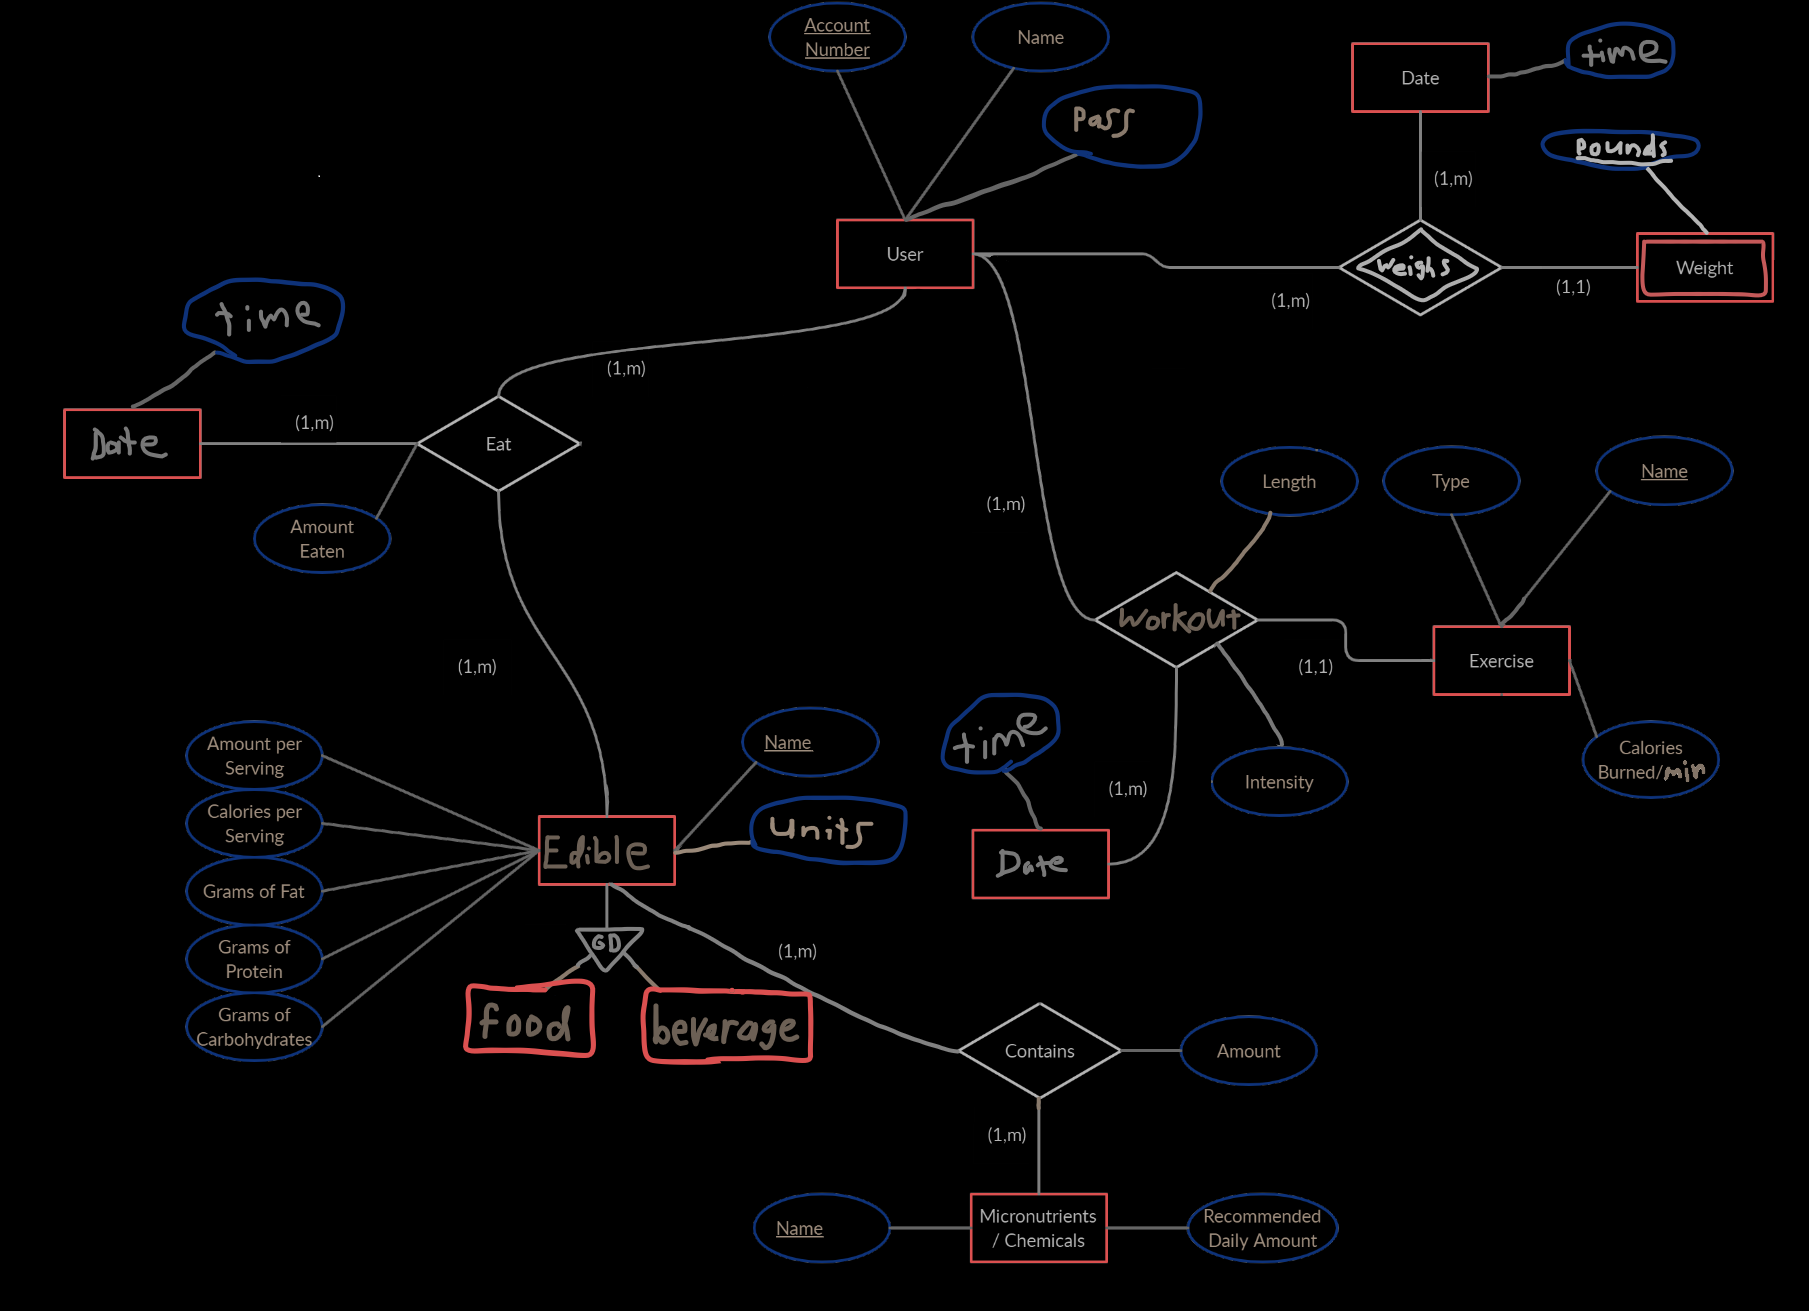 Account
Number
Name
Pass
Date
time
pounds
(1,m)
User
weighs
Weight
(1,m)
(1,1)
time
(1,m)
Date
(1,m)
Eat
Amount
Eaten
(1,m)
Length
Type
Name
workout
(1,1)
Exercise
(1,m)
Amount per
Serving
Calories per
Serving
Grams of Fat
Grams of
Protein
Grams of
Carbohydrates
Name
units
Edible
time
(1,m)
Intensity
Calories
Burned/min
Date
GD
food
beverage
(1,m)
Contains
Amount
(1,m)
Name
Micronutrients
/ Chemicals
Recommended
Daily Amount